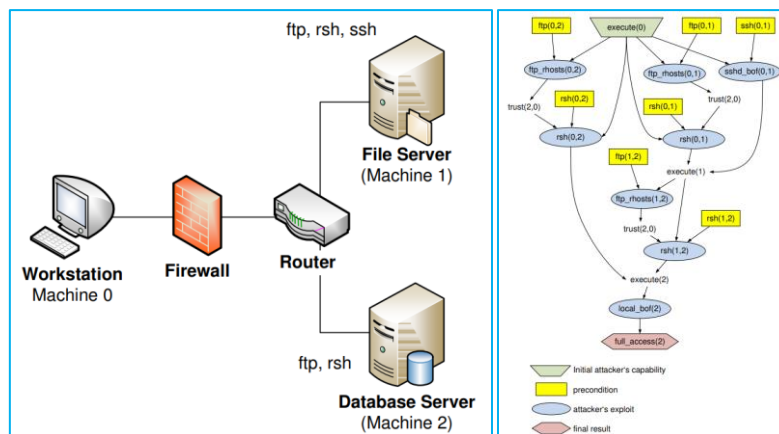 ftp, rsh, ssh
File Server
(Machine 1)
Workstation
Machine 0
Firewall
Router
ftp, rsh
Database Server
(Machine 2)
ftp(0,2)
execute(0)
ftp(0,1)
ssh(0,1)
ftp_rhosts(0,2)
ftp_rhosts(0,1)
sshd_bof(0,1)
trust(2,0)
rsh(0,2)
rsh(0,1)
trust(2,0)
rsh(0,2)
rsh(0,1)
ftp(1,2)
execute(1)
ftp_rhosts(1,2)
trust(2,0)
rsh(1,2)
rsh(1,2)
execute(2)
local_bof(2)
full_access(2)
Initial attacker's capability
precondition
attacker's exploit
final result